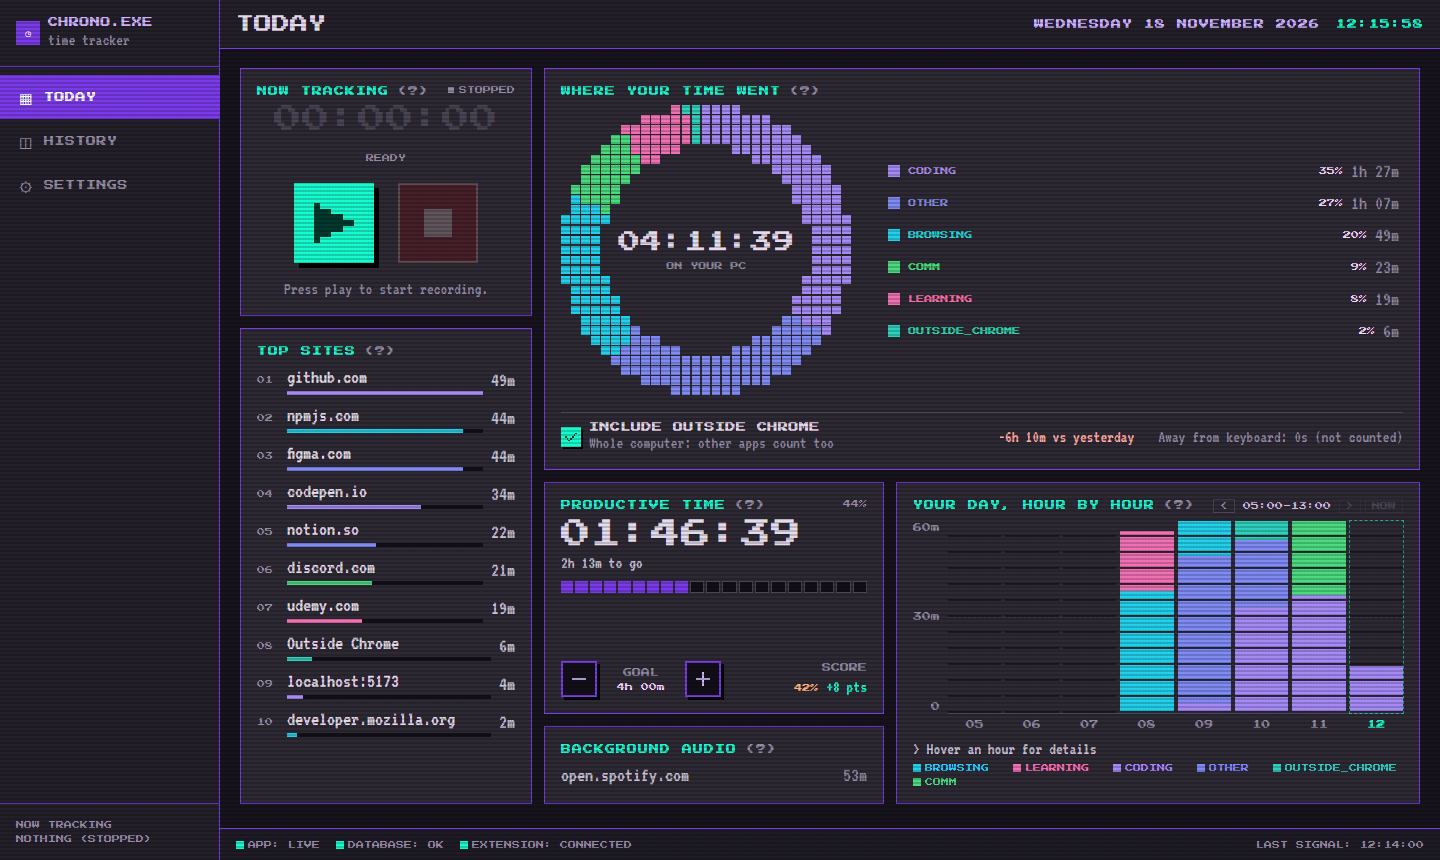 CHRONO.EXE
time tracker
TODAY
HISTORY
SETTINGS
NOW TRACKING
NOTHING (STOPPED)
TODAY
WEDNESDAY 18 NOVEMBER 2026 12:15:58
NOW TRACKING (?) STOPPED
00:00:00
READY
Press play to start recording.
TOP SITES (?)
01 github.com 49m
02 npmjs.com 44m
03 figma.com 44m
04 codepen.io 34m
05 notion.so 22m
06 discord.com 21m
07 udemy.com 19m
08 Outside Chrome 6m
09 localhost:5173 4m
10 developer.mozilla.org 2m
WHERE YOUR TIME WENT (?)
04:11:39
ON YOUR PC
CODING 35% 1h 27m
OTHER 27% 1h 07m
BROWSING 20% 49m
COMM 9% 23m
LEARNING 8% 19m
OUTSIDE_CHROME 2% 6m
INCLUDE OUTSIDE CHROME
Whole computer: other apps count too
-6h 10m vs yesterday Away from keyboard: 0s (not counted)
PRODUCTIVE TIME (?) 44%
01:46:39
2h 13m to go
− GOAL +
4h 00m
SCORE
42% +8 pts
BACKGROUND AUDIO (?)
open.spotify.com 53m
YOUR DAY, HOUR BY HOUR (?) < 05:00-13:00 > NOW
60m
30m
0
05 06 07 08 09 10 11 12
> Hover an hour for details
BROWSING LEARNING CODING OTHER OUTSIDE_CHROME
COMM
APP: LIVE DATABASE: OK EXTENSION: CONNECTED
LAST SIGNAL: 12:14:00